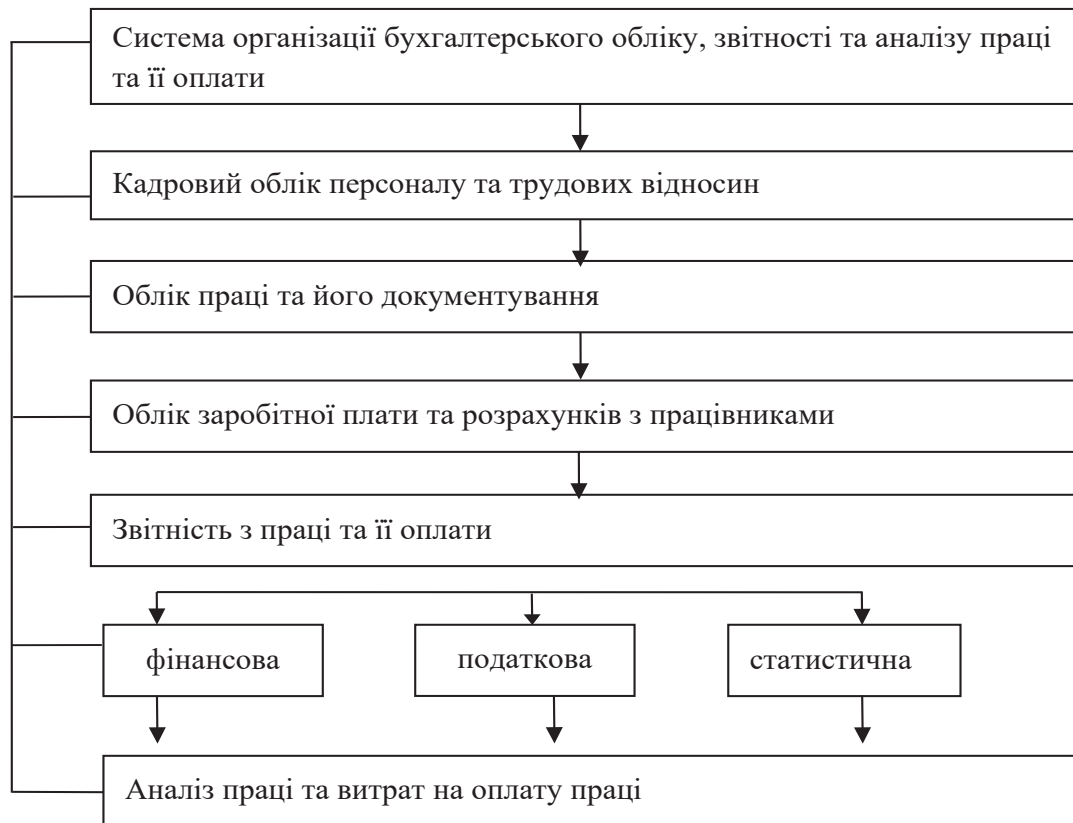 Система організації бухгалтерського обліку, звітності та аналізу праці
та її оплати
Кадровий облік персоналу та трудових відносин
Облік праці та його документування
Облік заробітної плати та розрахунків з працівниками
Звітність з праці та її оплати
фінансова
податкова
статистична
Аналіз праці та витрат на оплату праці